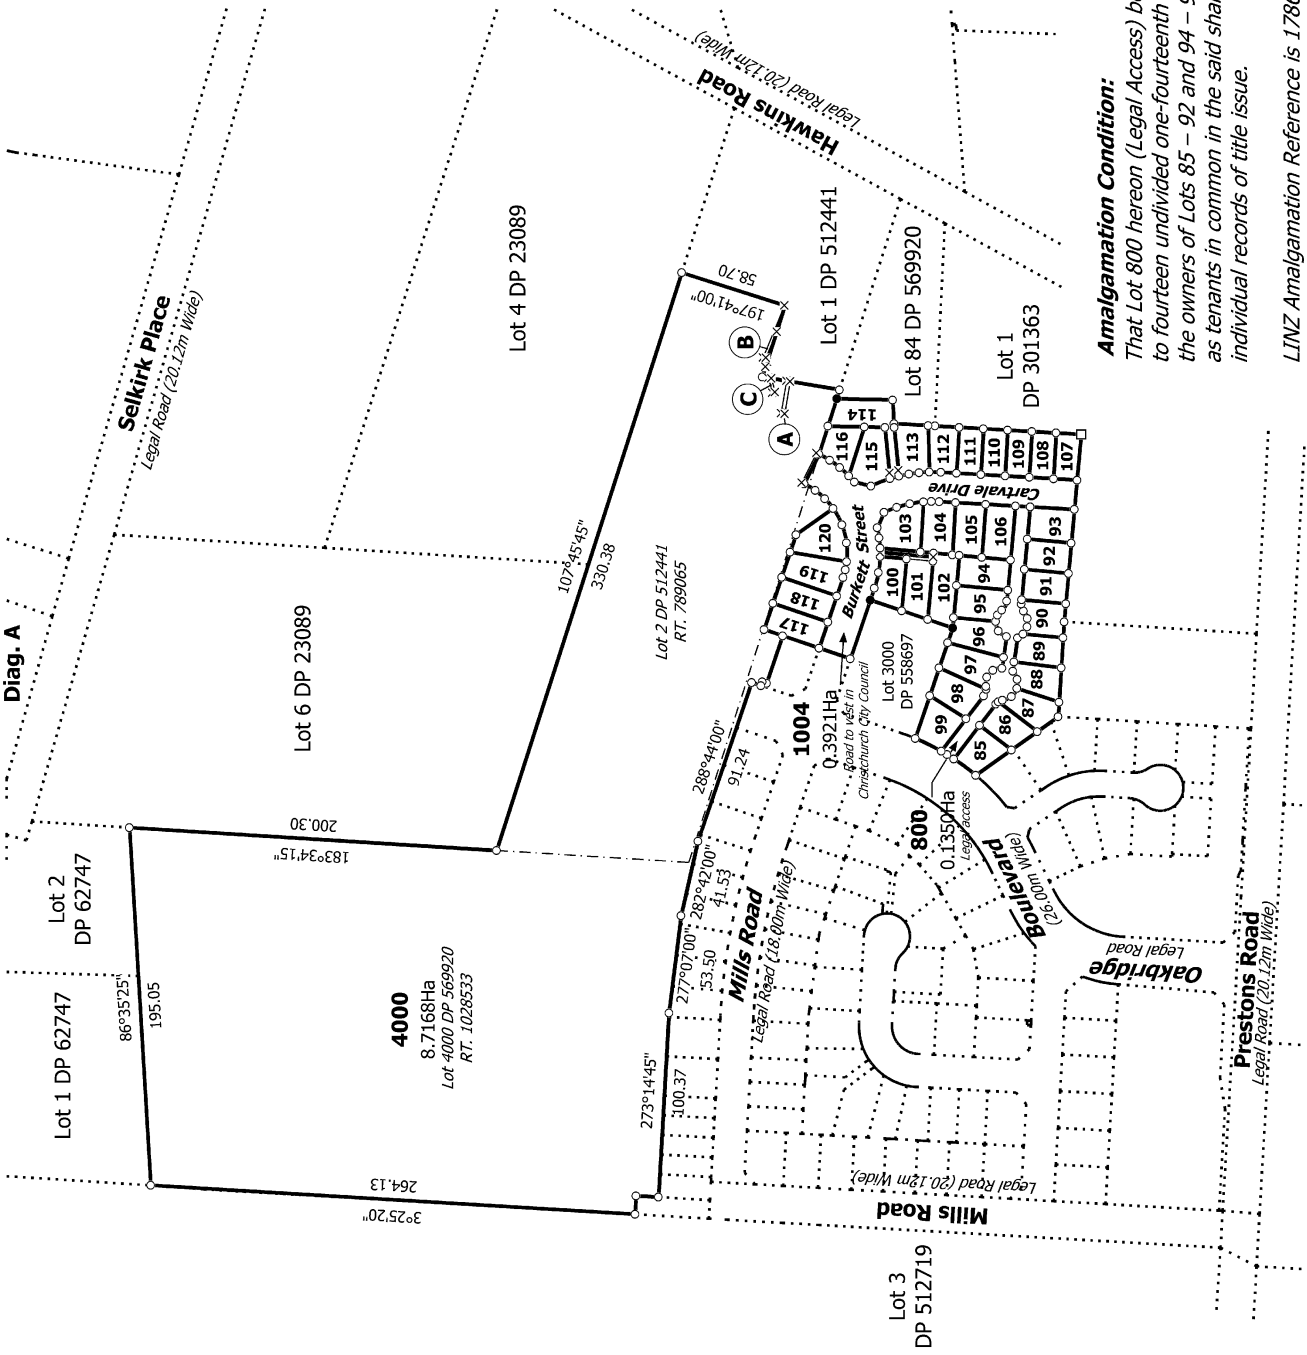 Diag. A
Selkirk Place
Legal Road (20.12m Wide)
Hawkins Road
Legal Road (20.12m Wide)
Lot 4 DP 23089
Lot 6 DP 23089
Lot 2
DP 62747
Lot 1 DP 62747
86°35'25"
195.05
183°34'15"
200.30
107°45'45"
330.38
197°41'00"
58.70
Lot 2 DP 512441
RT. 789065
4000
8.7168Ha
Lot 4000 DP 569920
RT. 1028533
3°25'20"
264.13
273°14'45"
100.37
277°07'00"
53.50
282°42'00"
41.53
288°44'00"
91.24
B
C
A
Lot 1 DP 512441
Lot 84 DP 569920
Lot 1
DP 301363
114
116
115
113
112
111
110
109
108
107
Cartvale Drive
Burkett Street
120
119
118
117
103
104
105
106
93
92
91
90
89
88
87
86
85
100
101
102
94
95
96
97
98
99
Lot 3000
DP 558697
1004
0.3921Ha
Road to vest in
Christchurch City Council
800
0.1350Ha
Legal access
Mills Road
Legal Road (18.00m Wide)
Oakbridge
Boulevard
Legal Road
(26.00m Wide)
Prestons Road
Legal Road (20.12m Wide)
Mills Road
Legal Road (20.12m Wide)
Lot 3
DP 512719
Amalgamation Condition:
That Lot 800 hereon (Legal Access) b
to fourteen undivided one-fourteenth
the owners of Lots 85 – 92 and 94 – 9
as tenants in common in the said shar
individual records of title issue.
LINZ Amalgamation Reference is 1786